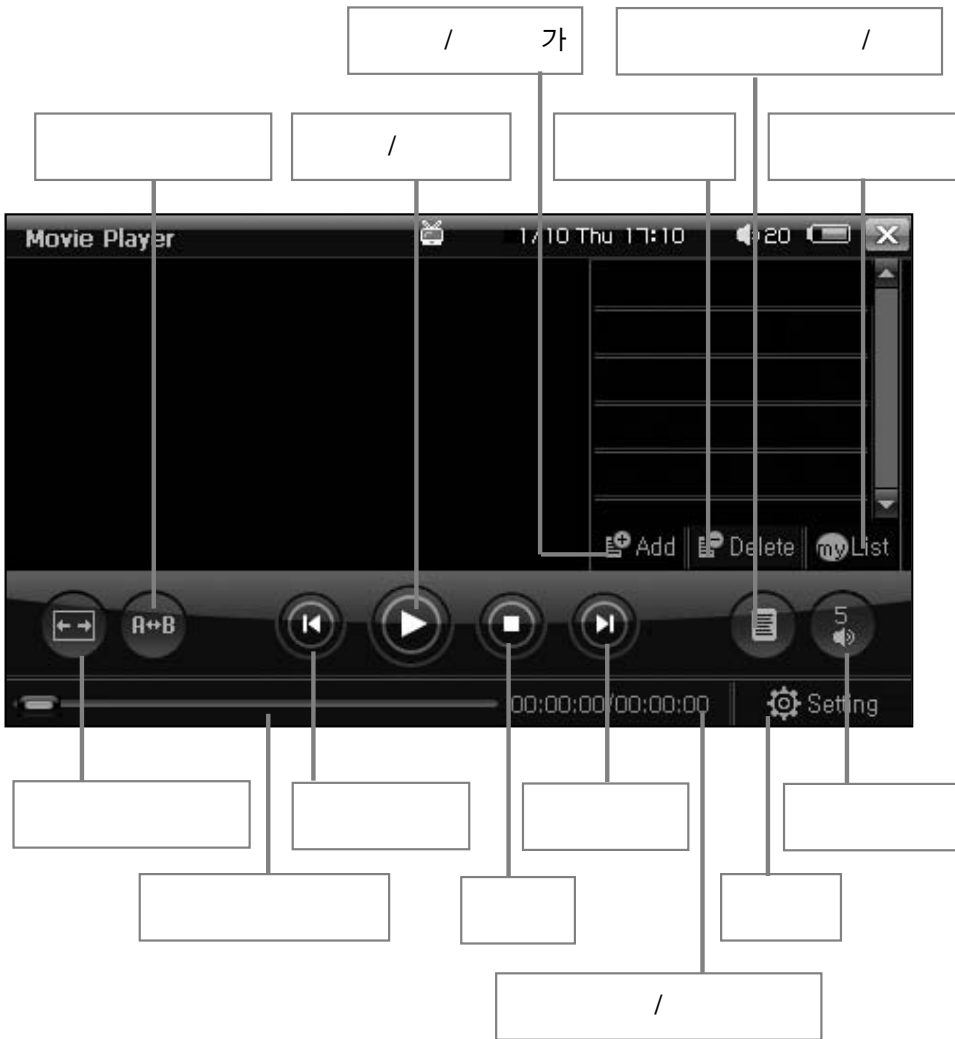 / 가
/
/
Movie Player 1/10 Thu 17:10 20
Add Delete my List
A↔B
5
00:00:00/00:00:00 Setting
/